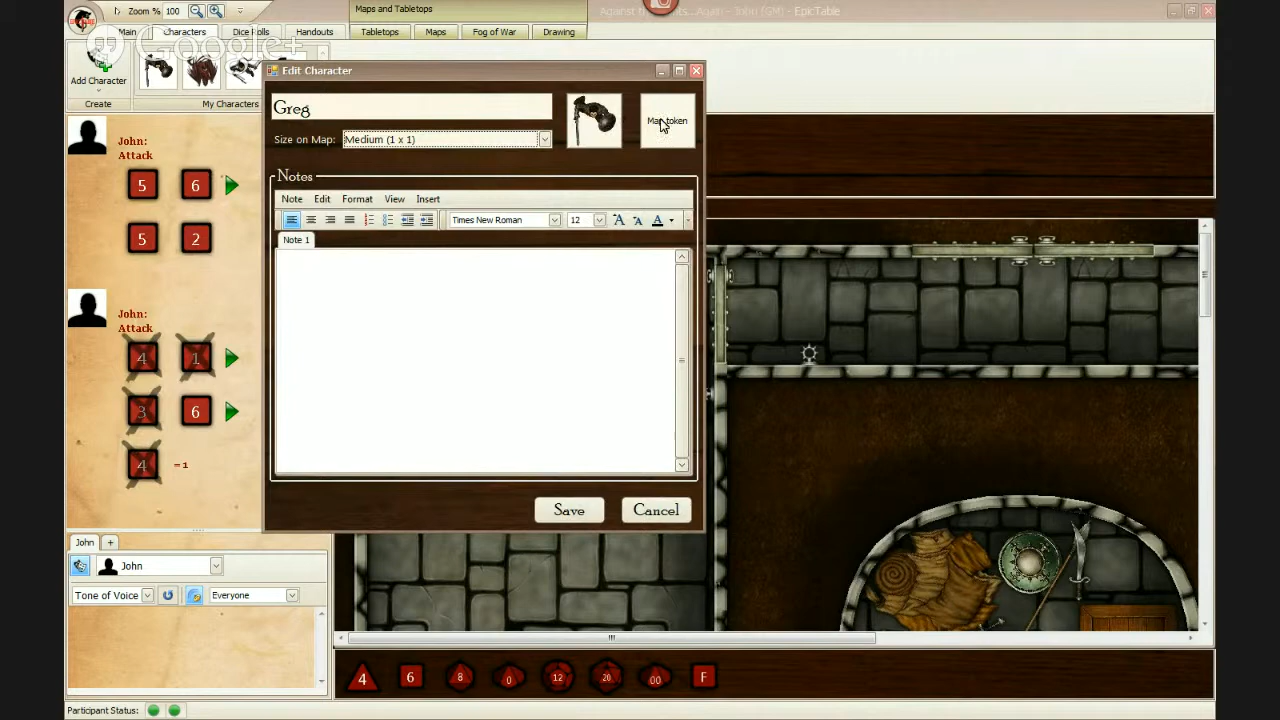 Zoom % 100
Maps and Tabletops
EpicTable
Main Characters Dice Rolls Handouts Tabletops Maps Fog of War Drawing
Google+
Add Character
Create
My Characters
Edit Character
Greg
Map token
Size on Map: Medium (1 x 1)
Notes
Note Edit Format View Insert
Times New Roman 12
Note 1
Save Cancel
John:
Attack
5 6
5 2
John:
Attack
4 1
3 6
4 =1
John +
John
Tone of Voice Everyone
4 6 8 0 12 20 00 F
Participant Status: